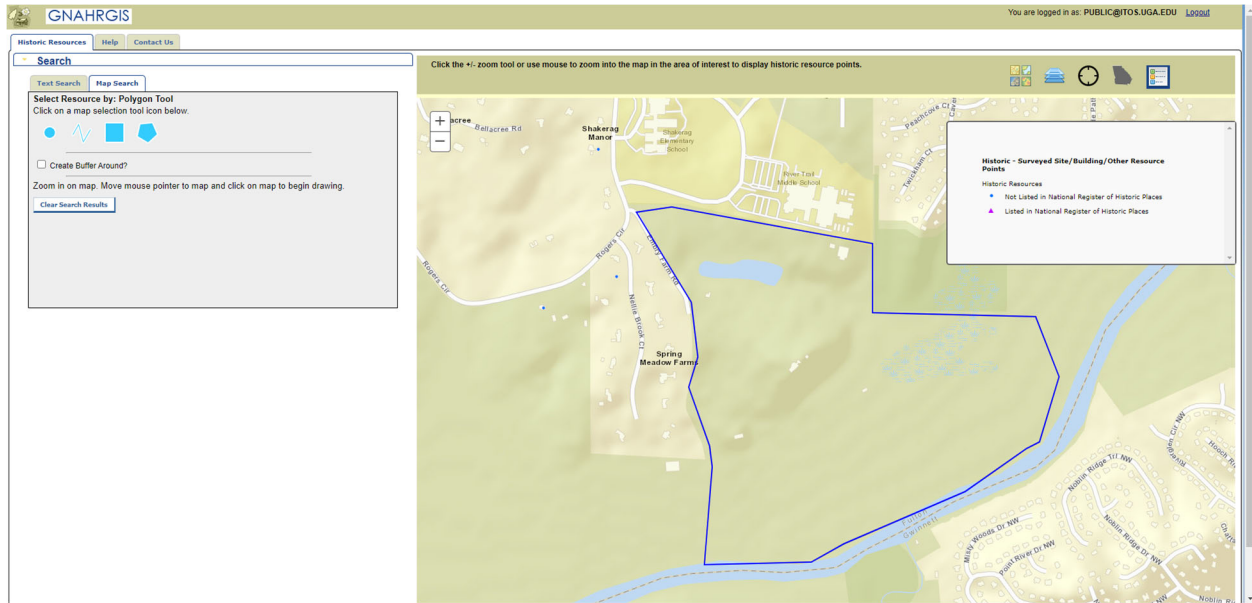 GNAHRGIS
You are logged in as: PUBLIC@ITOS.UGA.EDU Logout
Historic Resources Help Contact Us
Search
Text Search Map Search
Select Resource by: Polygon Tool
Click on a map selection tool icon below.
Create Buffer Around?
Zoom in on map. Move mouse pointer to map and click on map to begin drawing.
Clear Search Results
Click the +/- zoom tool or use mouse to zoom into the map in the area of interest to display historic resource points.
+
−
acree
Bellacree Rd
Shakerag
Manor
Shakerag
Elementary
School
River Trail
Middle School
Peachcove Ct
Twickham Ct
Historic - Surveyed Site/Building/Other Resource
Points
Historic Resources
Not Listed in National Register of Historic Places
Listed in National Register of Historic Places
Rogers Cir
Rogers Cir
Embry Farm Rd
Nellie Brook Ct
Spring
Meadow Farms
Fulton
Gwinnett
Misty Woods Dr NW
Point River Dr NW
Noblin Ridge Trl NW
Noblin Ridge Dr NW